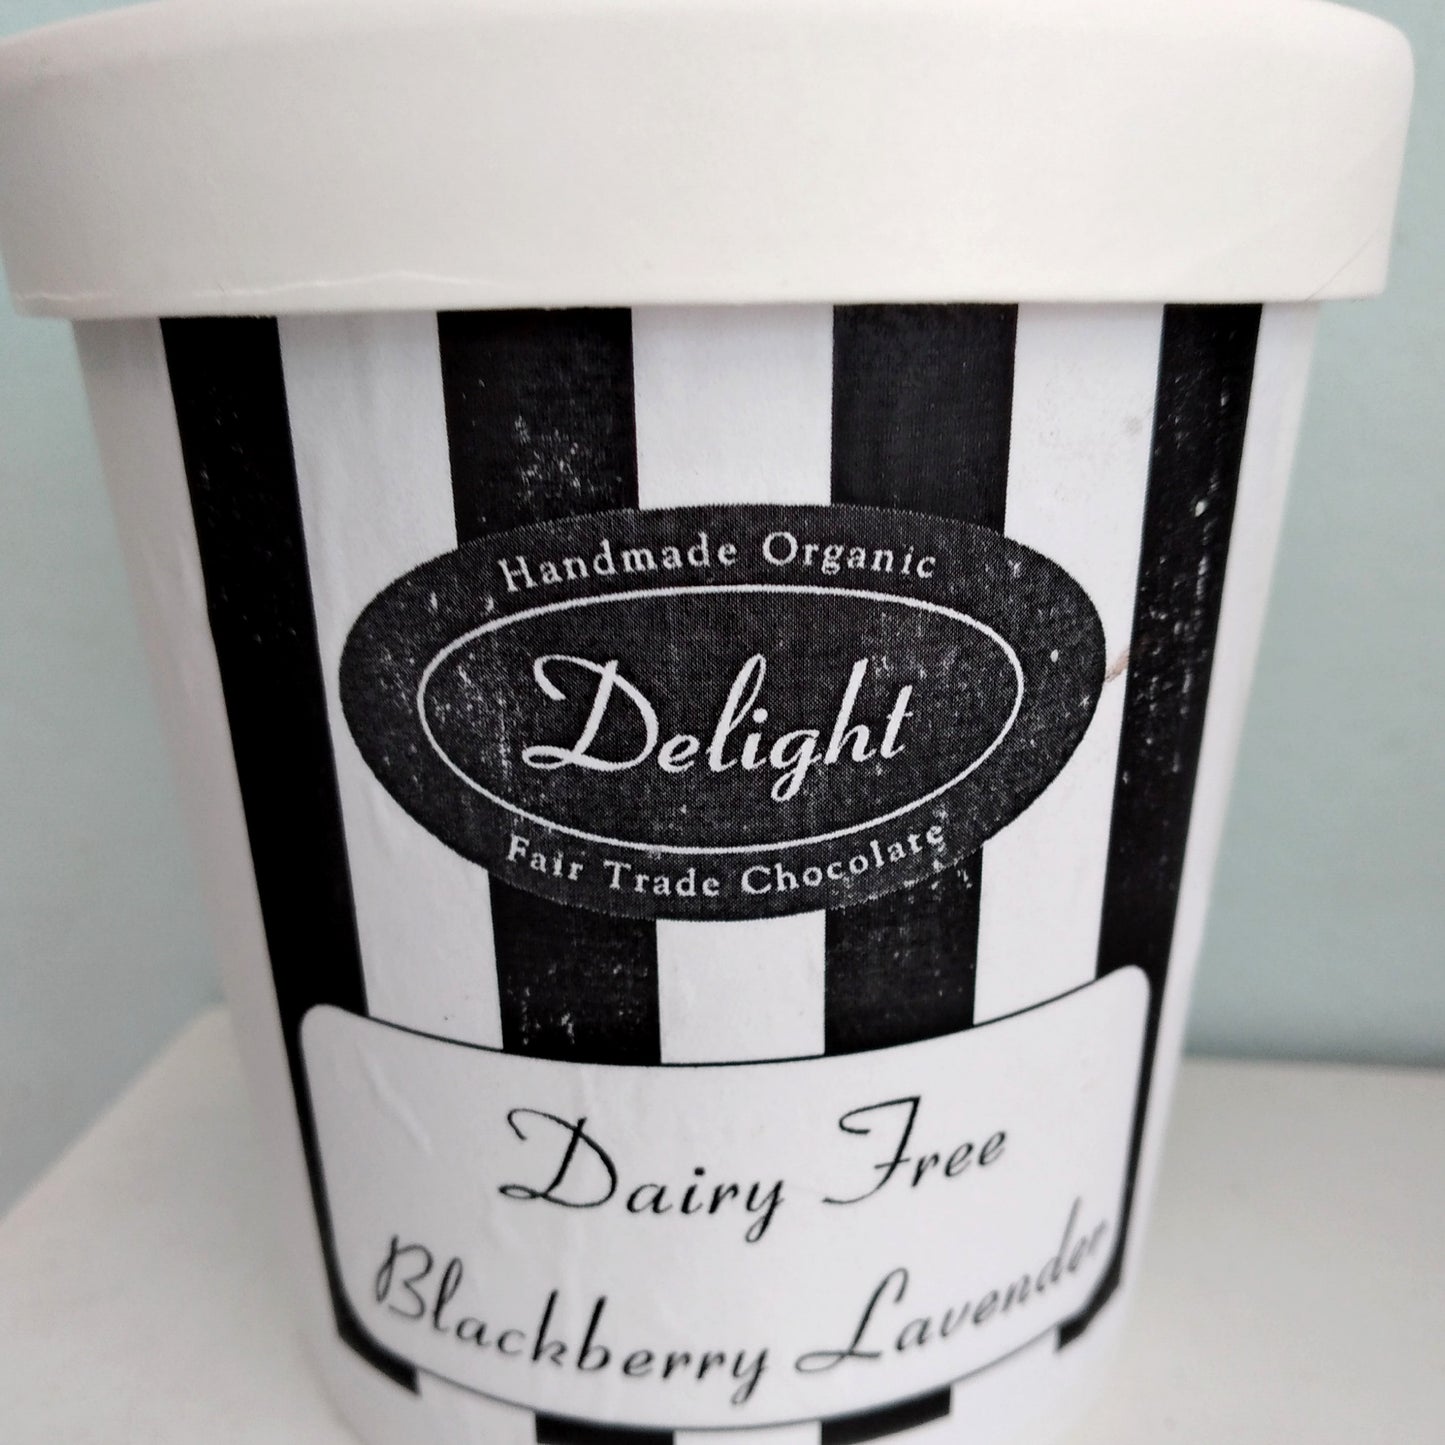 Handmade Organic
Delight
Fair Trade Chocolate
Dairy Free
Blackberry Lavender